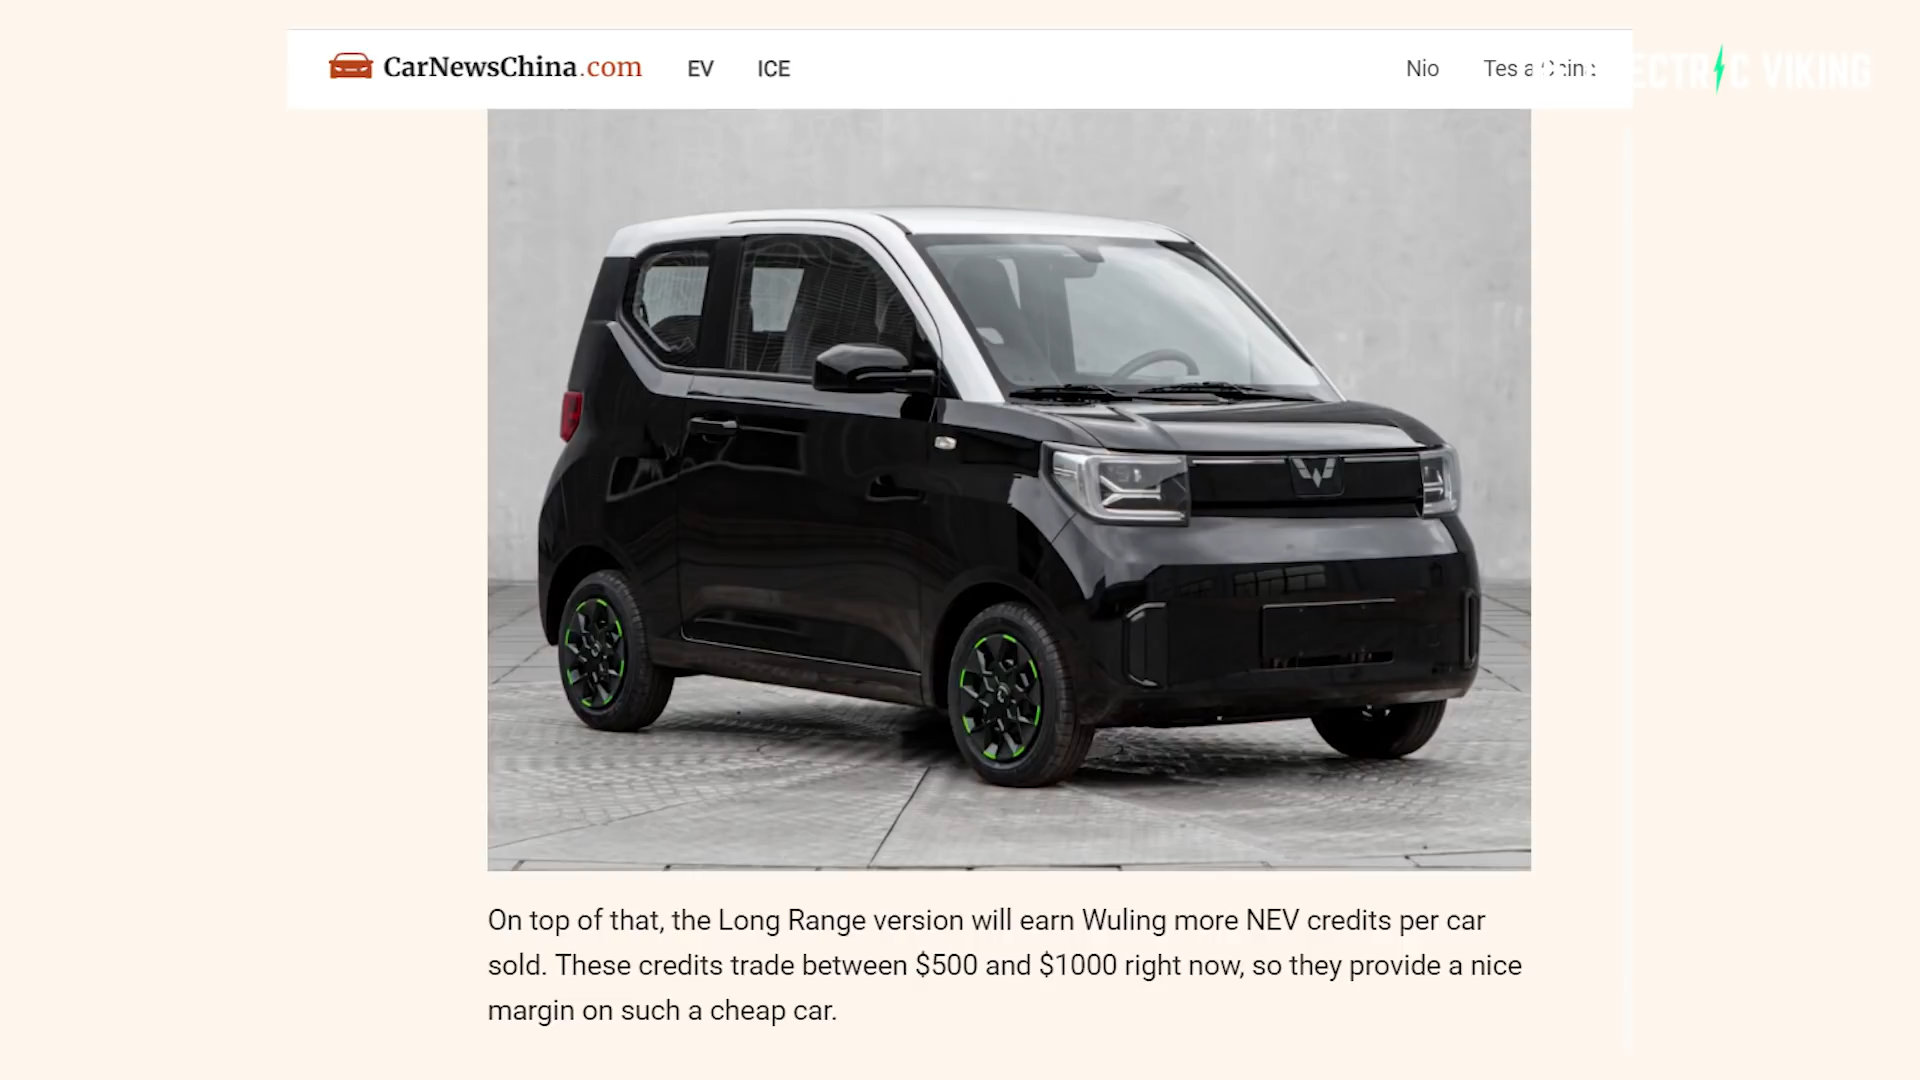 CarNewsChina.com EV ICE Nio
VIKING
On top of that, the Long Range version will earn Wuling more NEV credits per car
sold. These credits trade between $500 and $1000 right now, so they provide a nice
margin on such a cheap car.